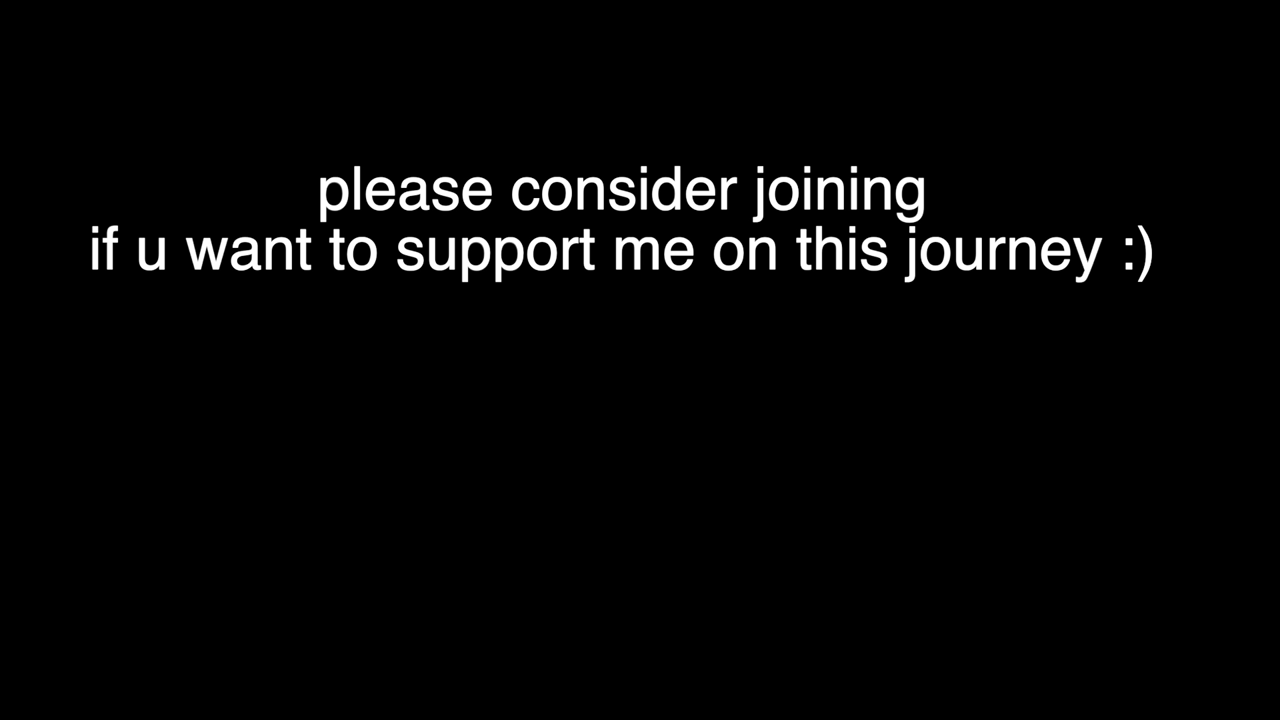 please consider joining
if u want to support me on this journey :)